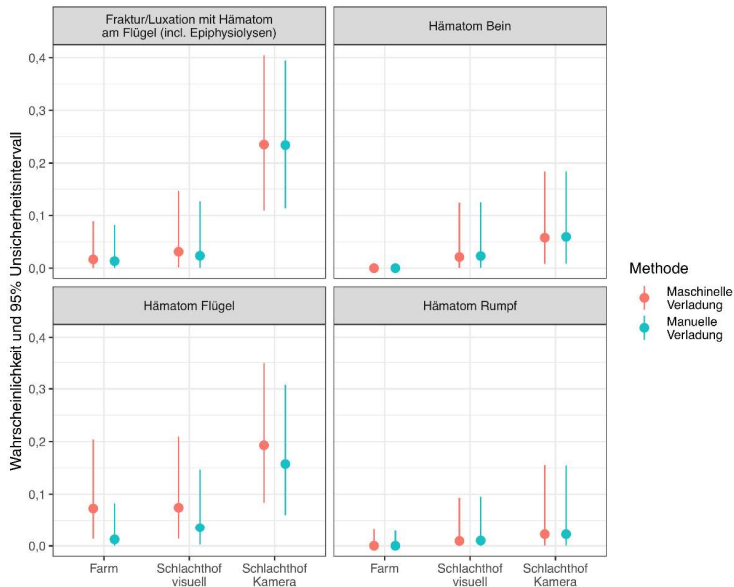 Fraktur/Luxation mit Hämatom
am Flügel (incl. Epiphysiolysen)
Hämatom Bein
0,4
0,3
0,2
0,1
0,0
Wahrscheinlichkeit und 95% Unsicherheitsintervall
Hämatom Flügel
Hämatom Rumpf
0,4
0,3
0,2
0,1
0,0
Farm
Schlachthof
visuell
Schlachthof
Kamera
Farm
Schlachthof
visuell
Schlachthof
Kamera
Methode
Maschinelle
Verladung
Manuelle
Verladung